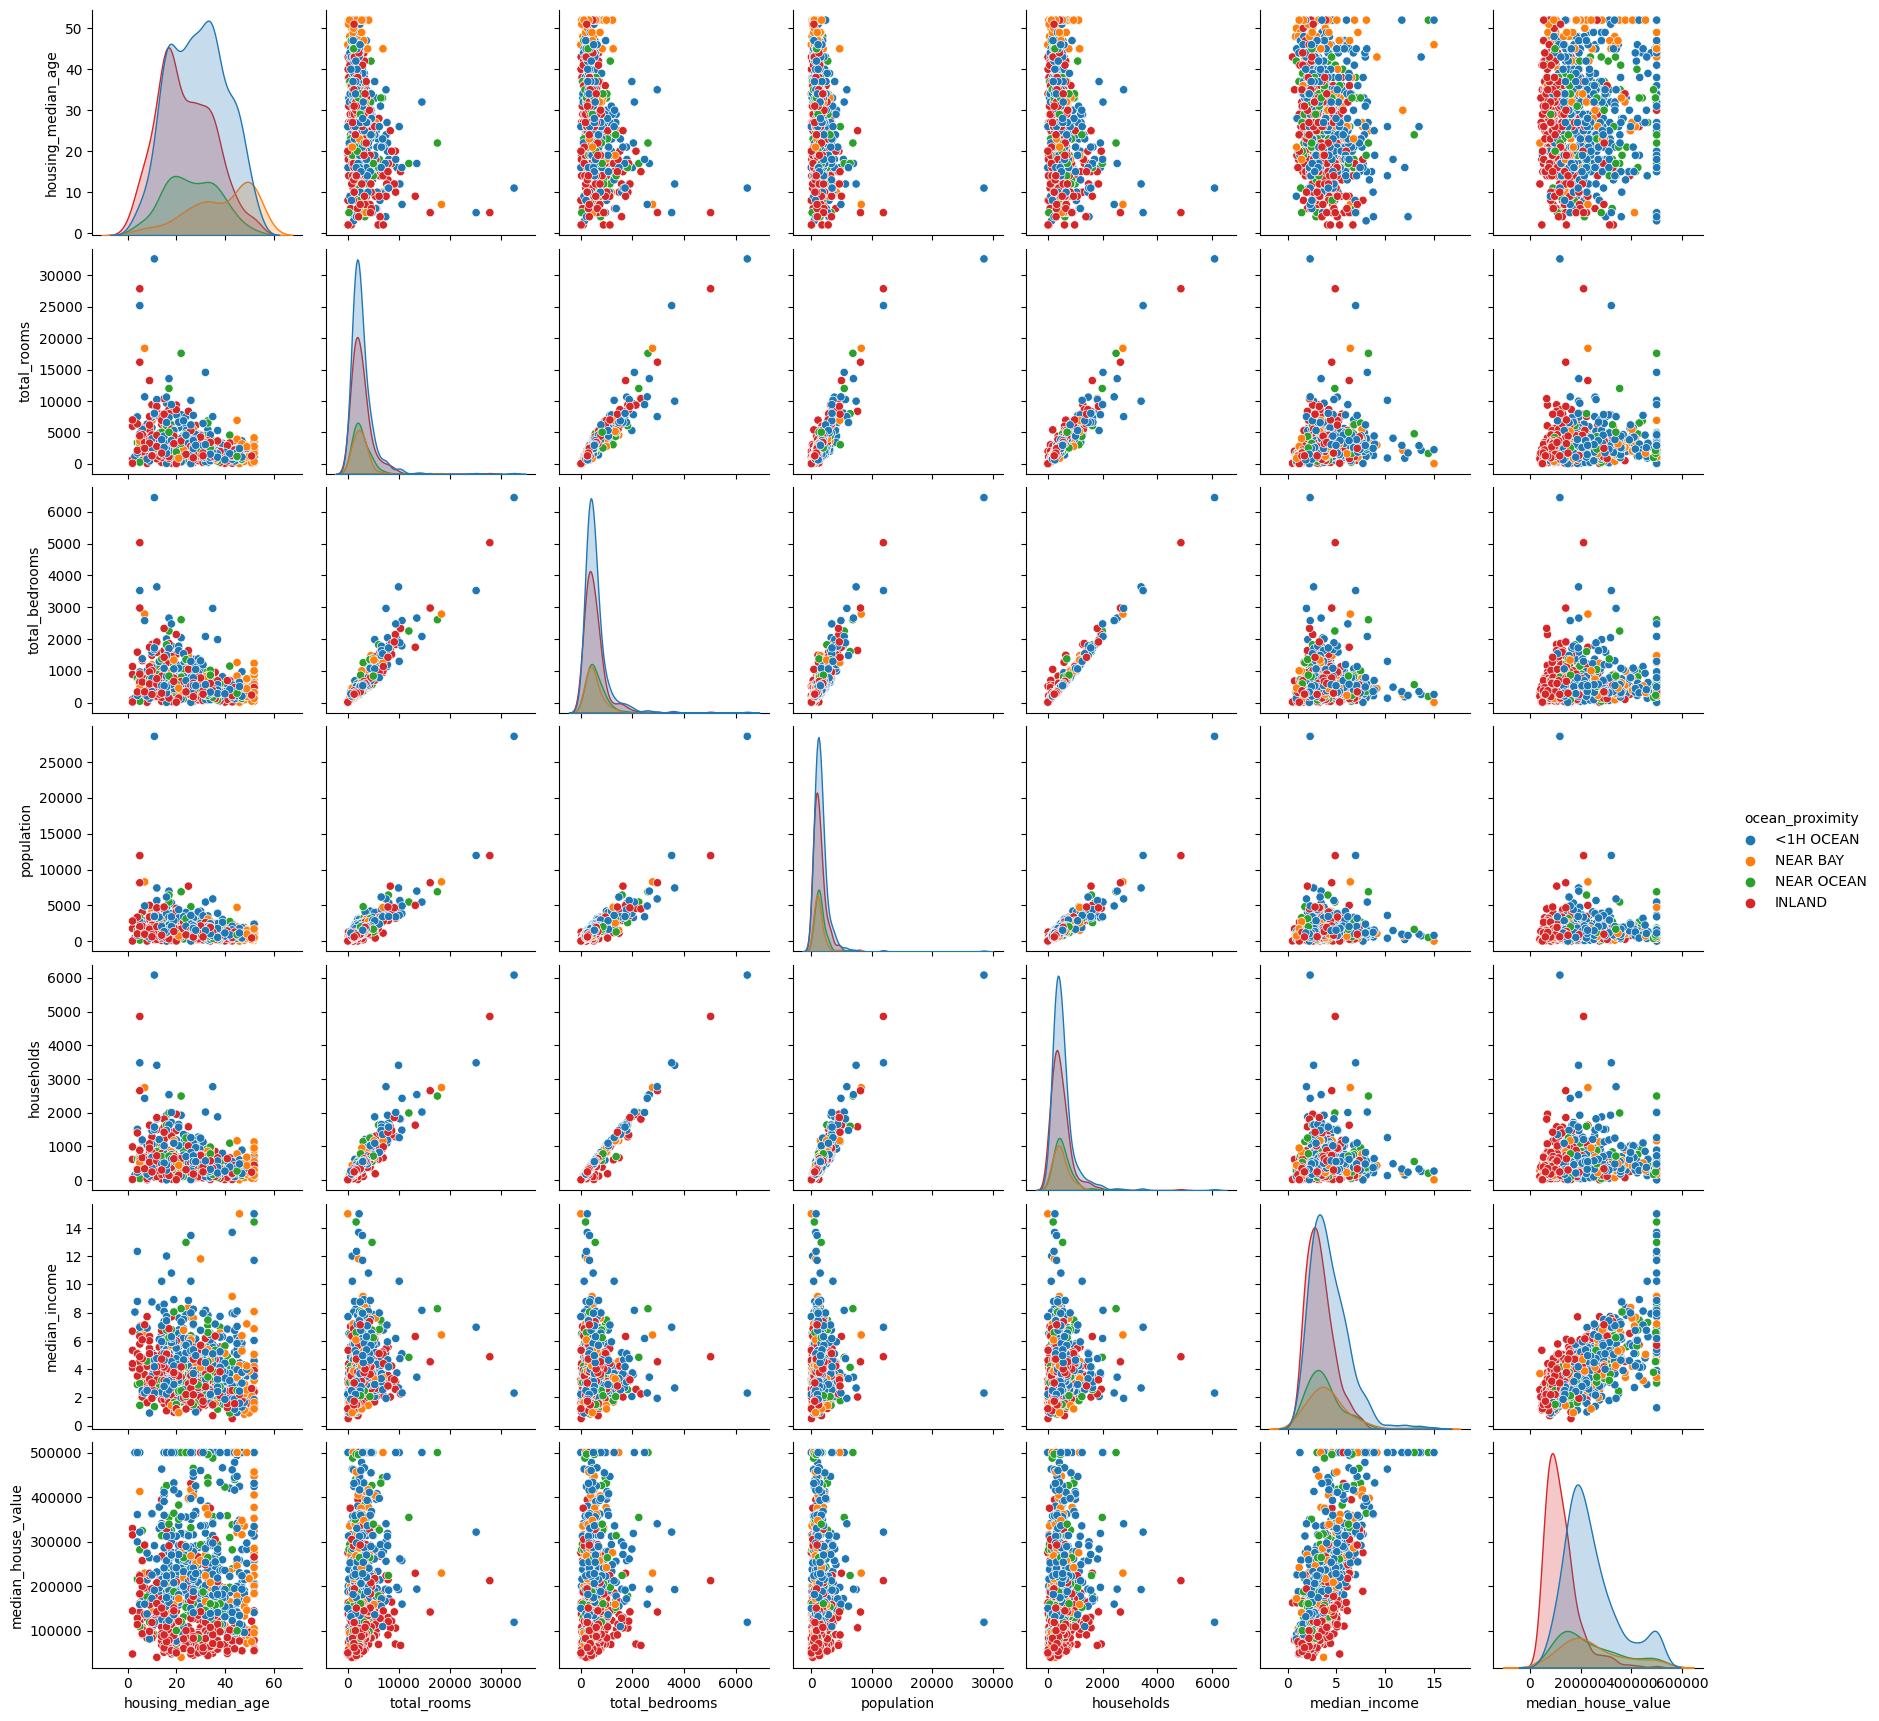 housing_median_age
50
40
30
20
10
0
total_rooms
30000
25000
20000
15000
10000
5000
0
total_bedrooms
6000
5000
4000
3000
2000
1000
0
population
25000
20000
15000
10000
5000
0
ocean_proximity
<1H OCEAN
NEAR BAY
NEAR OCEAN
INLAND
households
6000
5000
4000
3000
2000
1000
0
median_income
14
12
10
8
6
4
2
0
median_house_value
500000
400000
300000
200000
100000
0 20 40 60
0 10000 20000 30000
0 2000 4000 6000
0 10000 20000 30000
0 2000 4000 6000
0 5 10 15
0 200000 400000 600000
housing_median_age
total_rooms
total_bedrooms
population
households
median_income
median_house_value